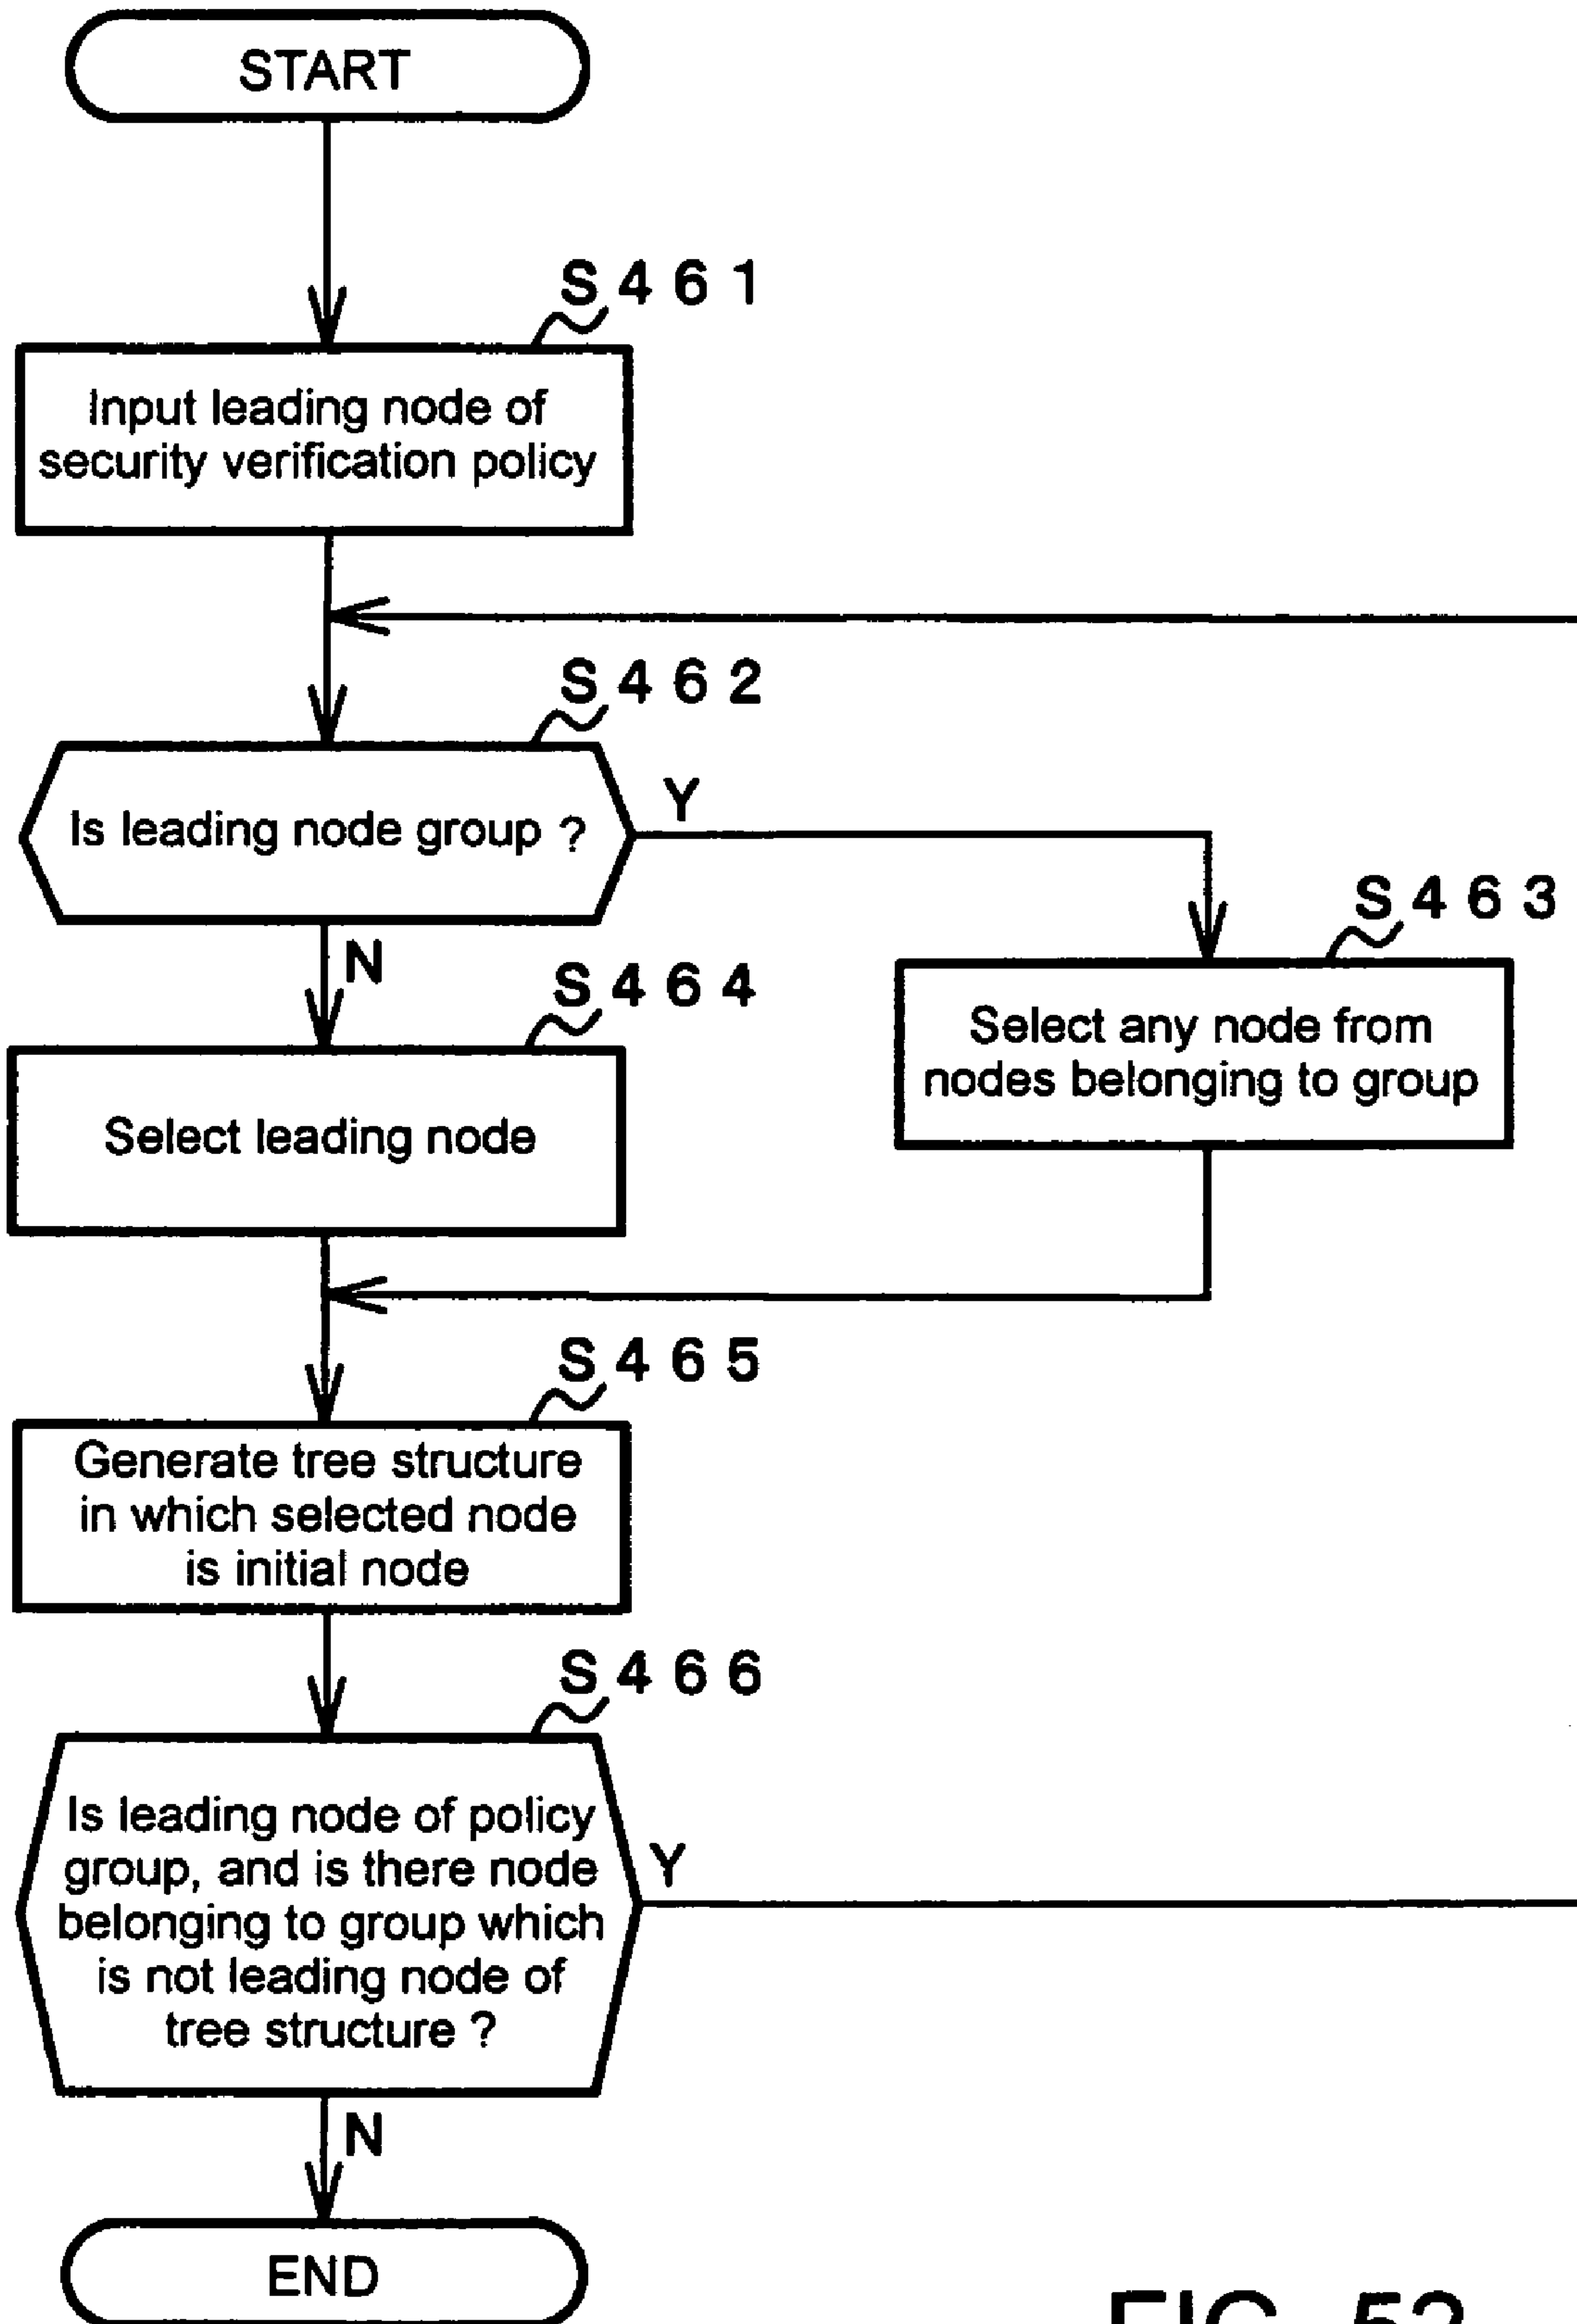 START
S461
Input leading node of
security verification policy
S462
Is leading node group ?
Y
N
S463
Select any node from
nodes belonging to group
S464
Select leading node
S465
Generate tree structure
in which selected node
is initial node
S466
Is leading node of policy
group, and is there node
belonging to group which
is not leading node of
tree structure ?
Y
N
END
FIG. 52